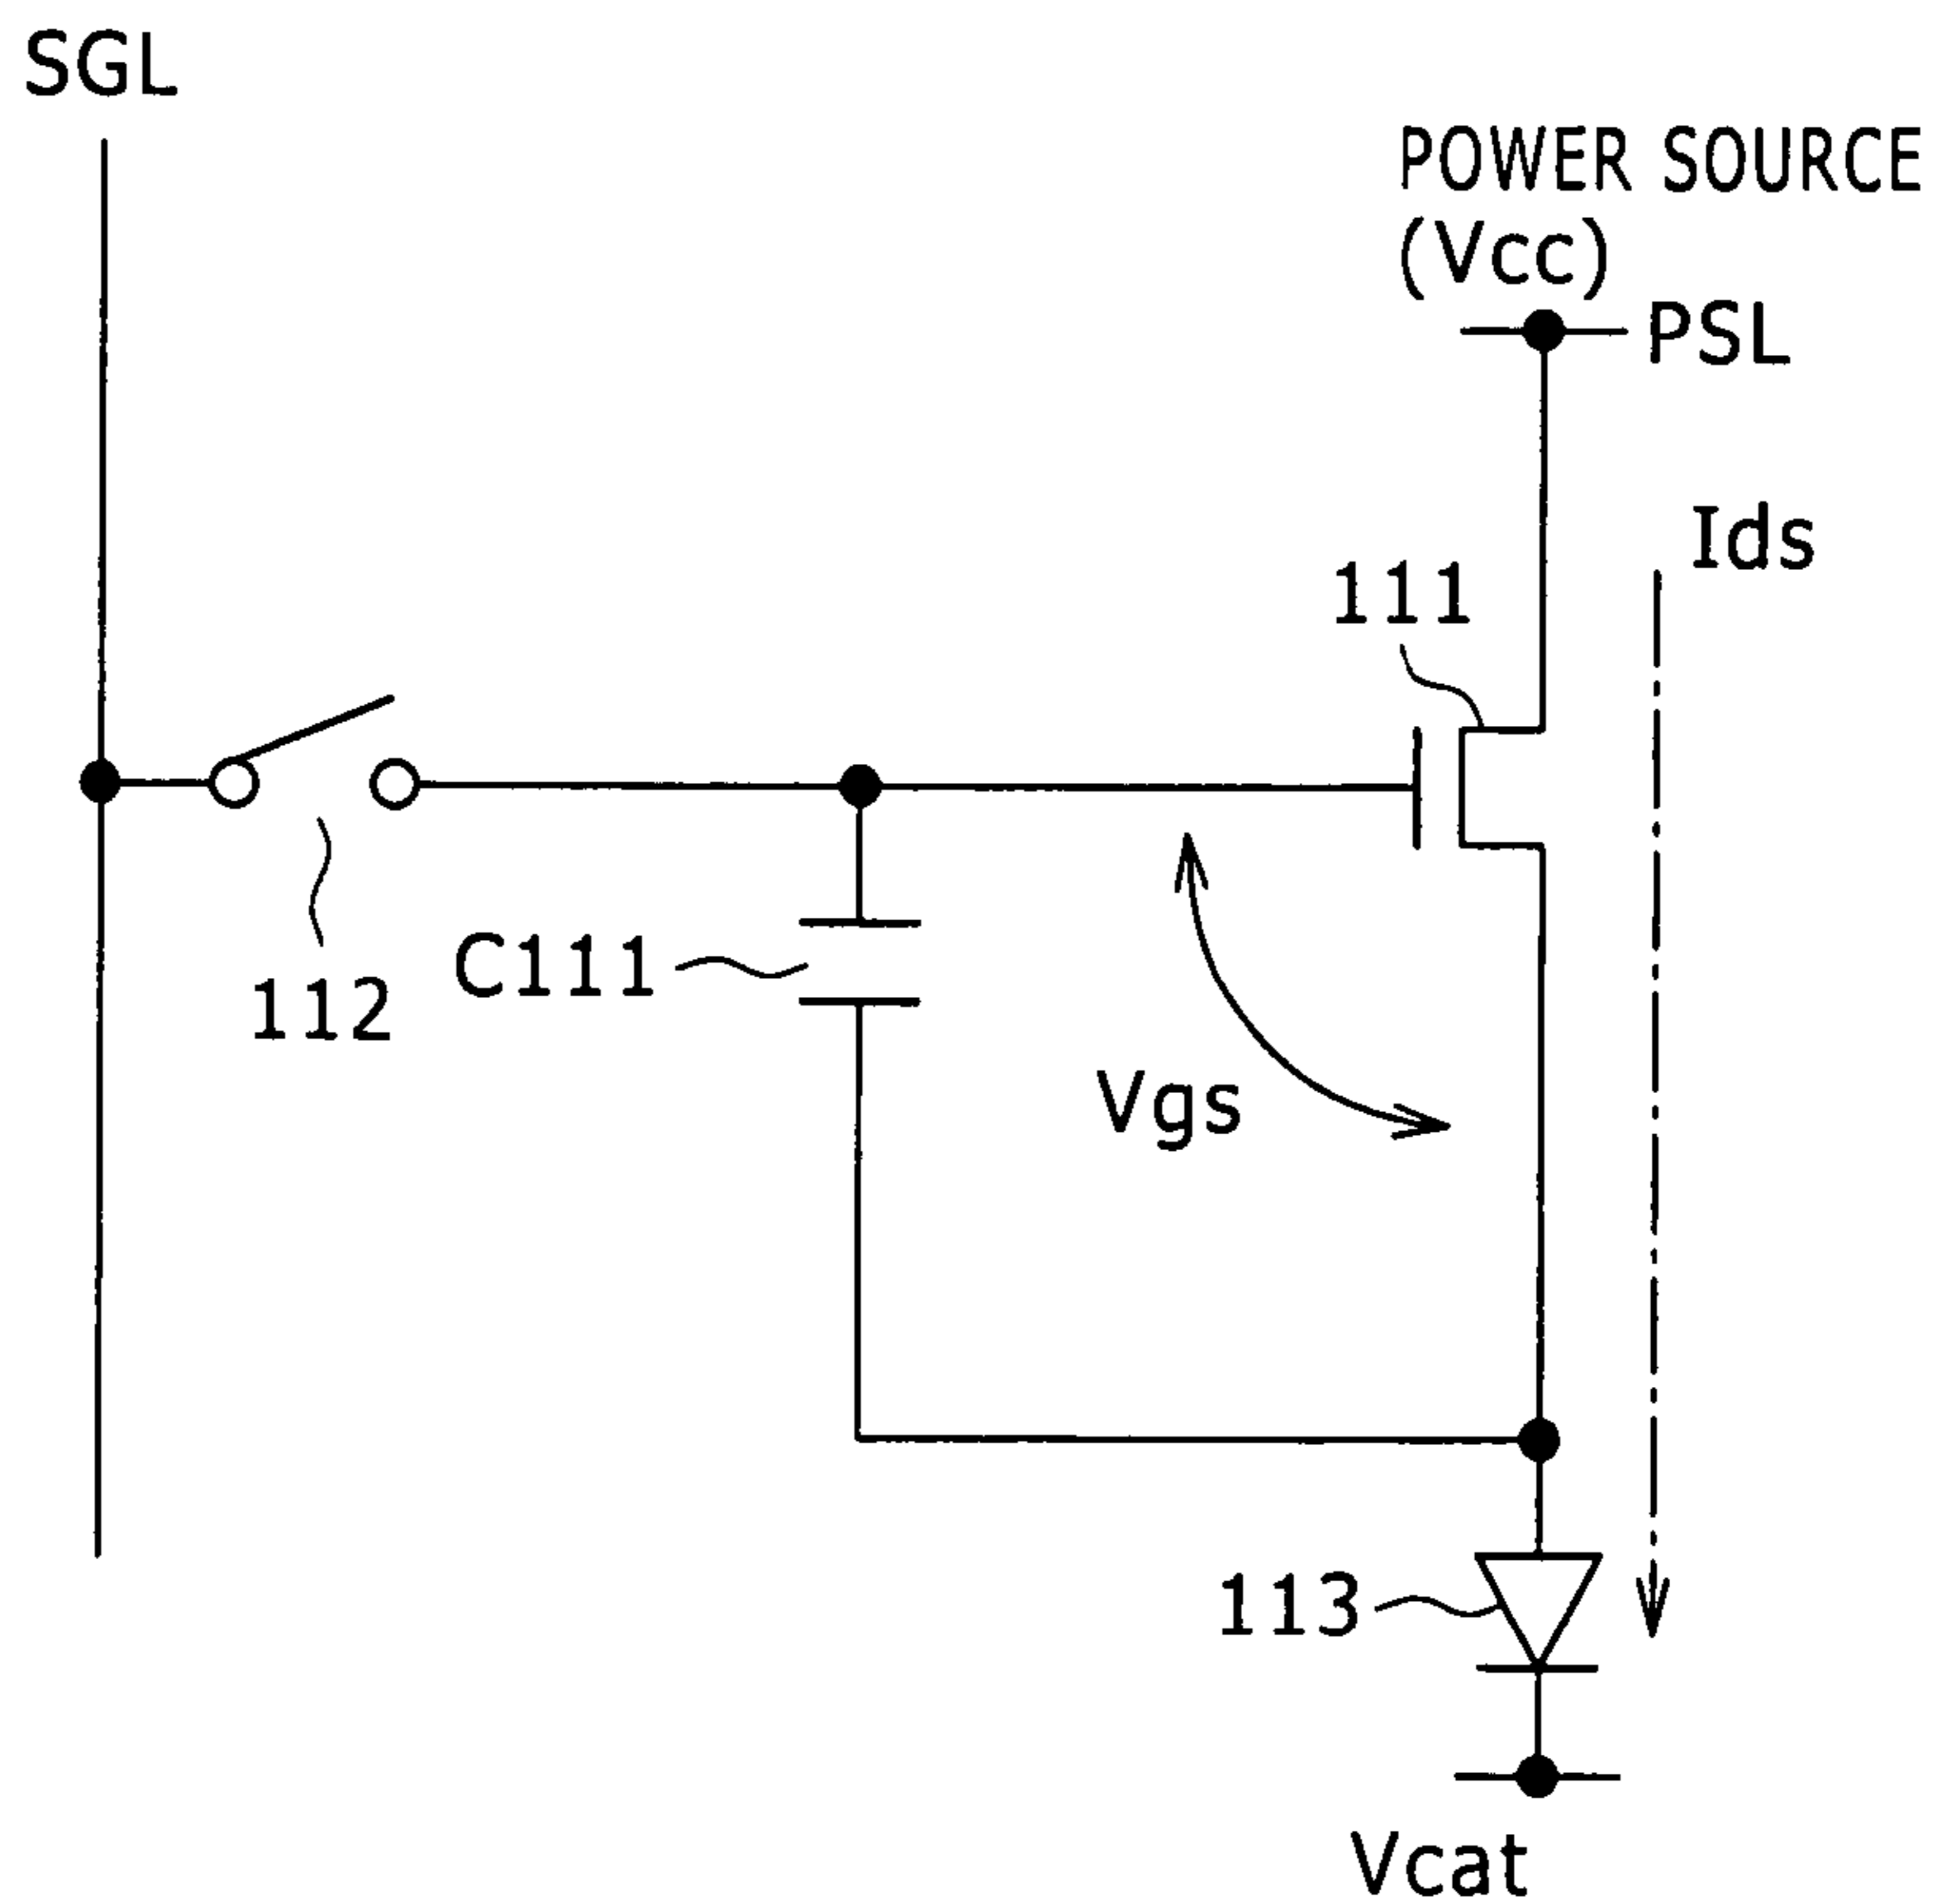 SGL
POWER SOURCE
(Vcc)
PSL
Ids
111
112
C111
Vgs
113
Vcat